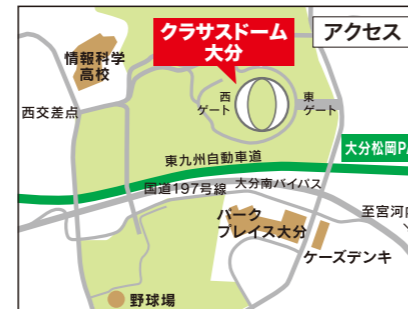 クラサスドーム
大分
アクセス
情報科学
高校
西
ゲート
東
ゲート
西交差点
大分松岡PA
東九州自動車道
国道197号線
大分南バイパス
至宮河内
パーク
プレイス大分
ケーズデンキ
野球場